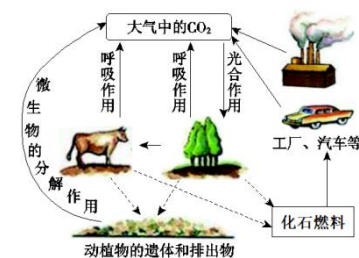 大气中的CO₂
微生物的分解作用
呼吸作用
呼吸作用
光合作用
工厂、汽车等
化石燃料
动植物的遗体和排出物